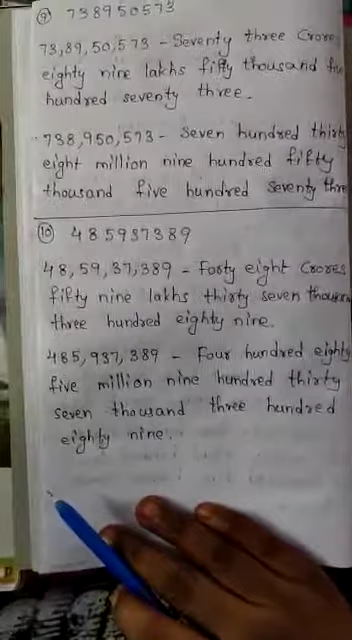 ⑨ 738950573
73,89,50,573 - Seventy three Crores
eighty nine lakhs fifty thousand
hundred seventy three.
738,950,573 - Seven hundred thirty
eight million nine hundred fifty
thousand five hundred seventy three
⑩ 485937389
48,59,37,389 - Forty eight Crores
fifty nine lakhs thirty seven thousand
three hundred eighty nine.
485,937,389 - Four hundred eighty
five million nine hundred thirty
seven thousand three hundred
eighty nine.